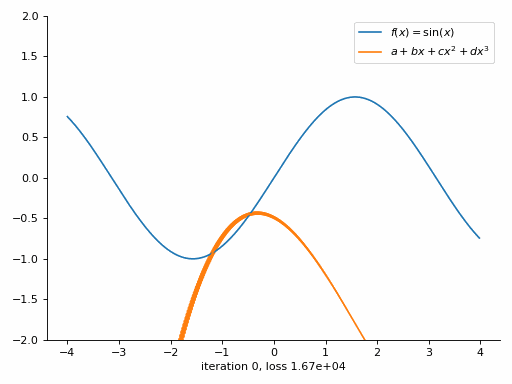 f(x) = sin(x)
a + bx + cx² + dx³
2.0
1.5
1.0
0.5
0.0
−0.5
−1.0
−1.5
−2.0
−4 −3 −2 −1 0 1 2 3 4
iteration 0, loss 1.67e+04